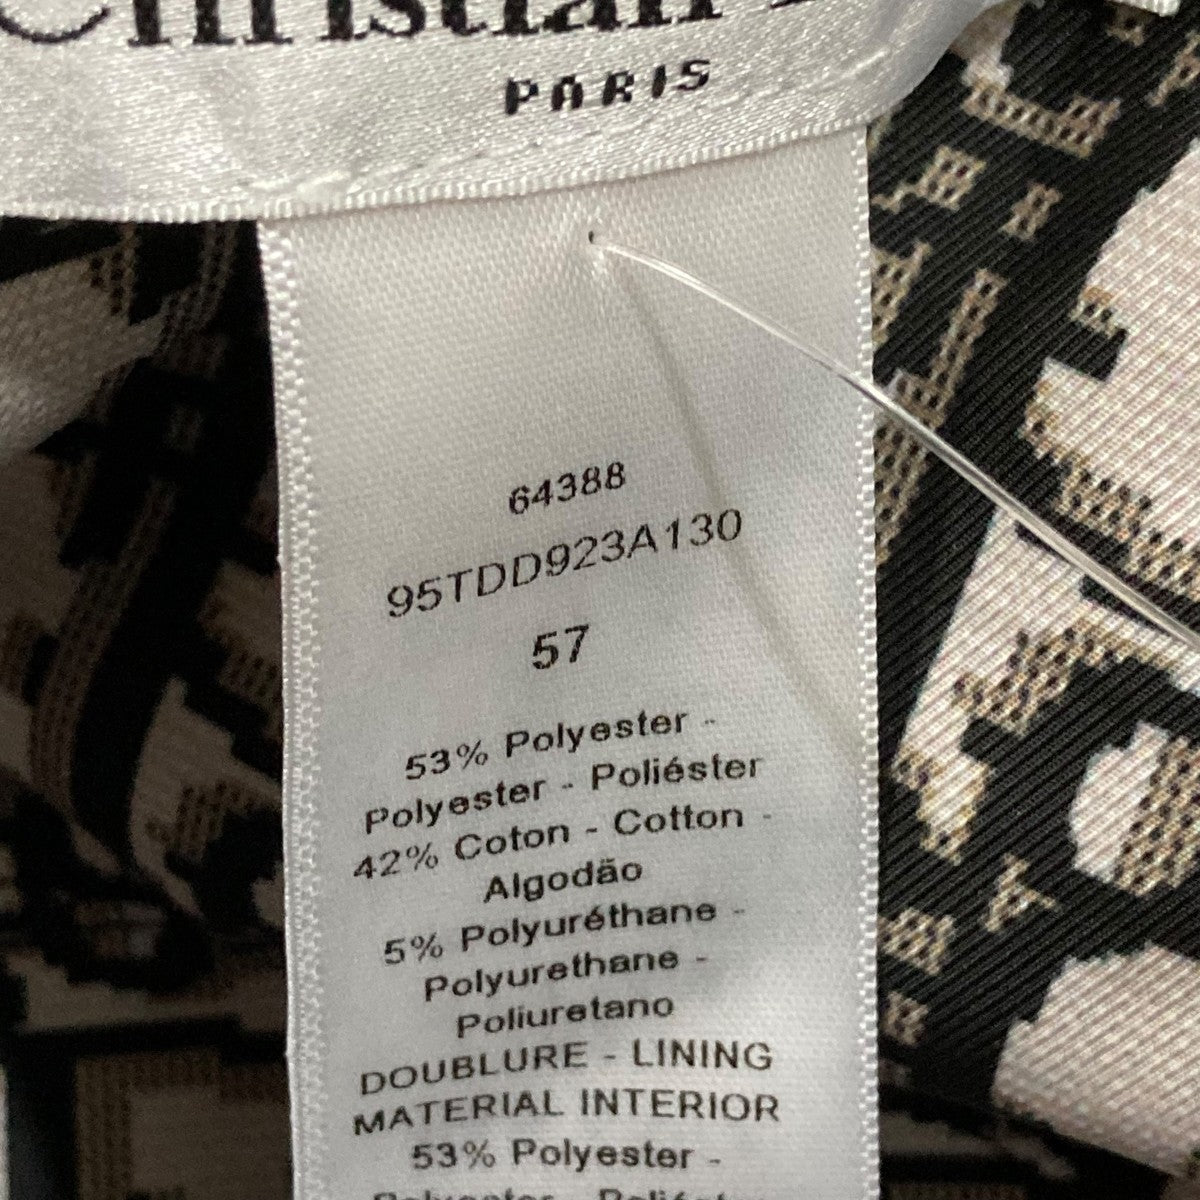 Christian
PARIS
64388
95TDD923A130
57
53% Polyester -
Polyester - Poliéster
42% Coton - Cotton -
Algodão
5% Polyuréthane -
Polyurethane -
Poliuretano
DOUBLURE - LINING
MATERIAL INTERIOR
53% Polyester -